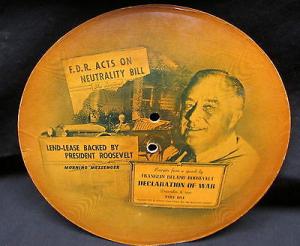 F.D.R. ACTS ON
NEUTRALITY BILL
LEND-LEASE BACKED BY
PRESIDENT ROOSEVELT
MORNING MESSENGER
Excerpts from a speech by
FRANKLIN DELANO ROOSEVELT
DECLARATION OF WAR